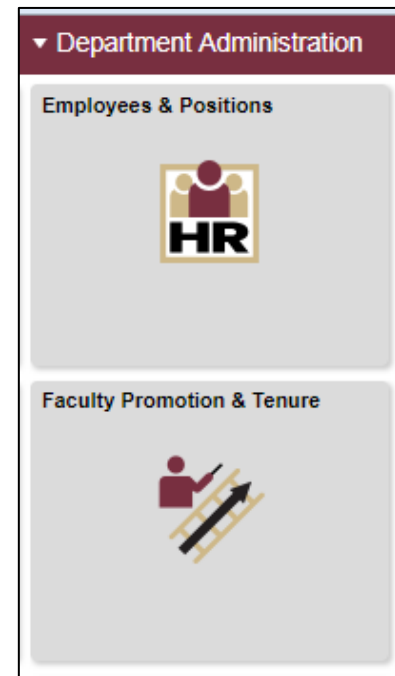 Department Administration
Employees & Positions
HR
Faculty Promotion & Tenure